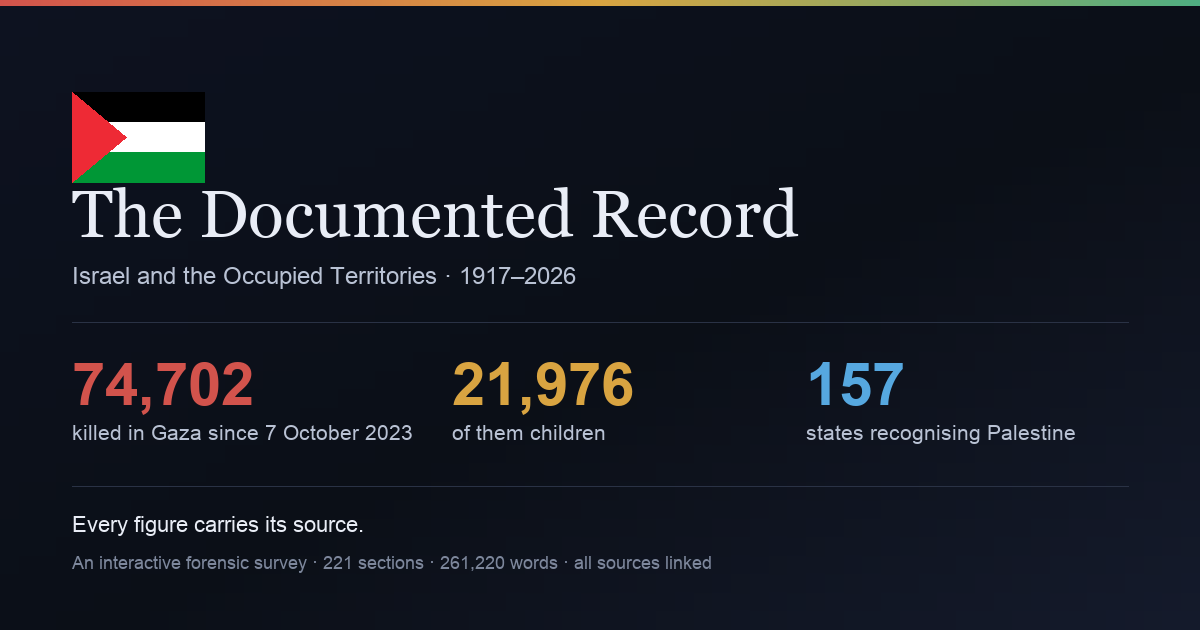 The Documented Record
Israel and the Occupied Territories · 1917–2026
74,702
killed in Gaza since 7 October 2023
21,976
of them children
157
states recognising Palestine
Every figure carries its source.
An interactive forensic survey · 221 sections · 261,220 words · all sources linked